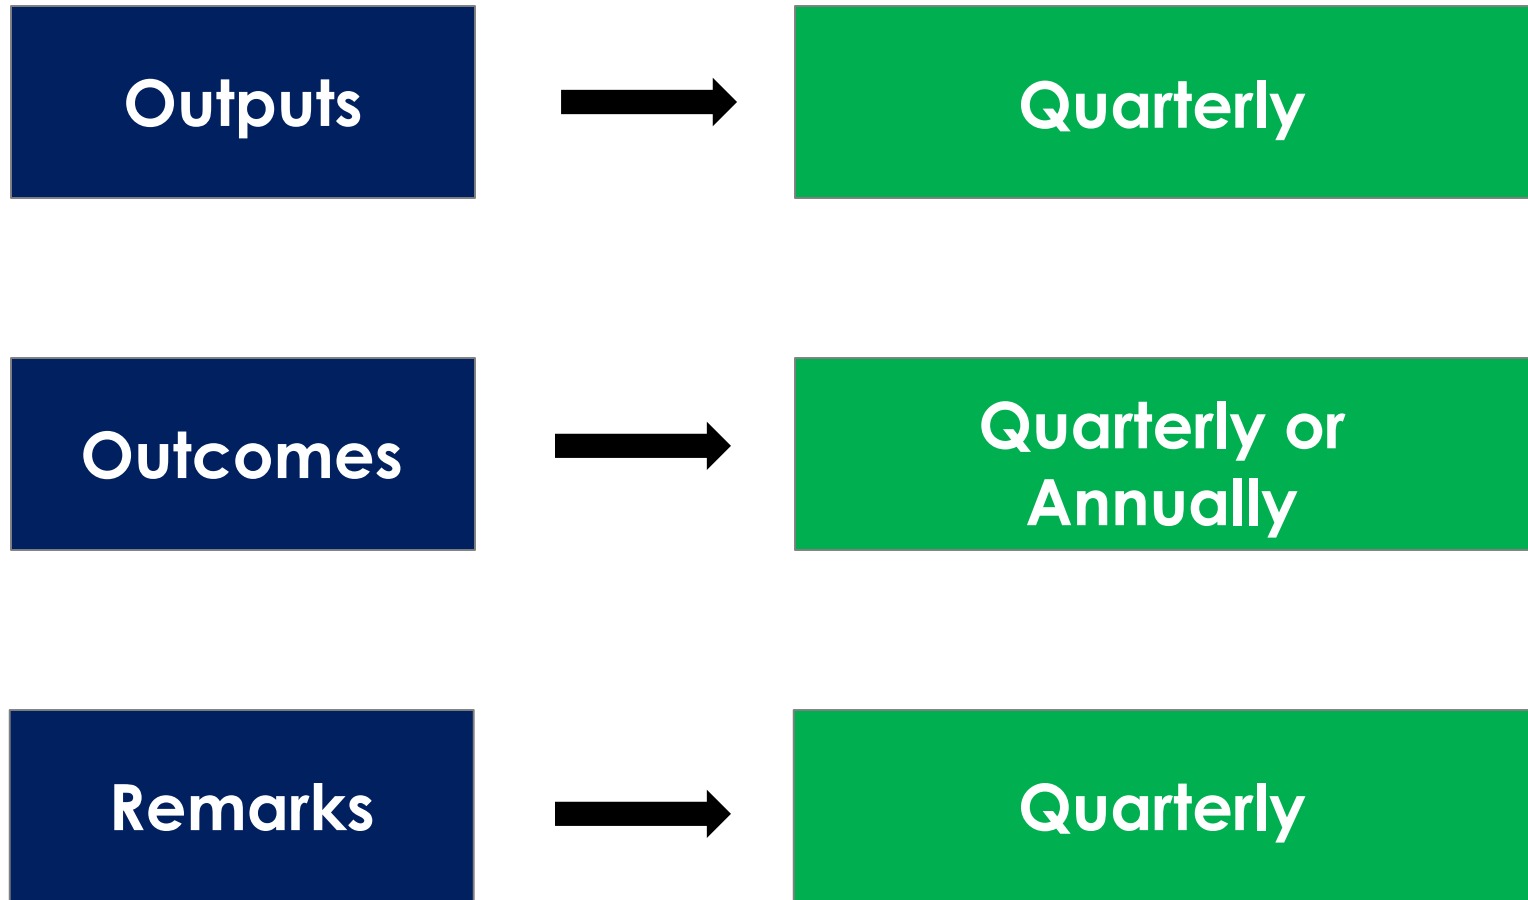 Outputs
Quarterly
Outcomes
Quarterly or
Annually
Remarks
Quarterly